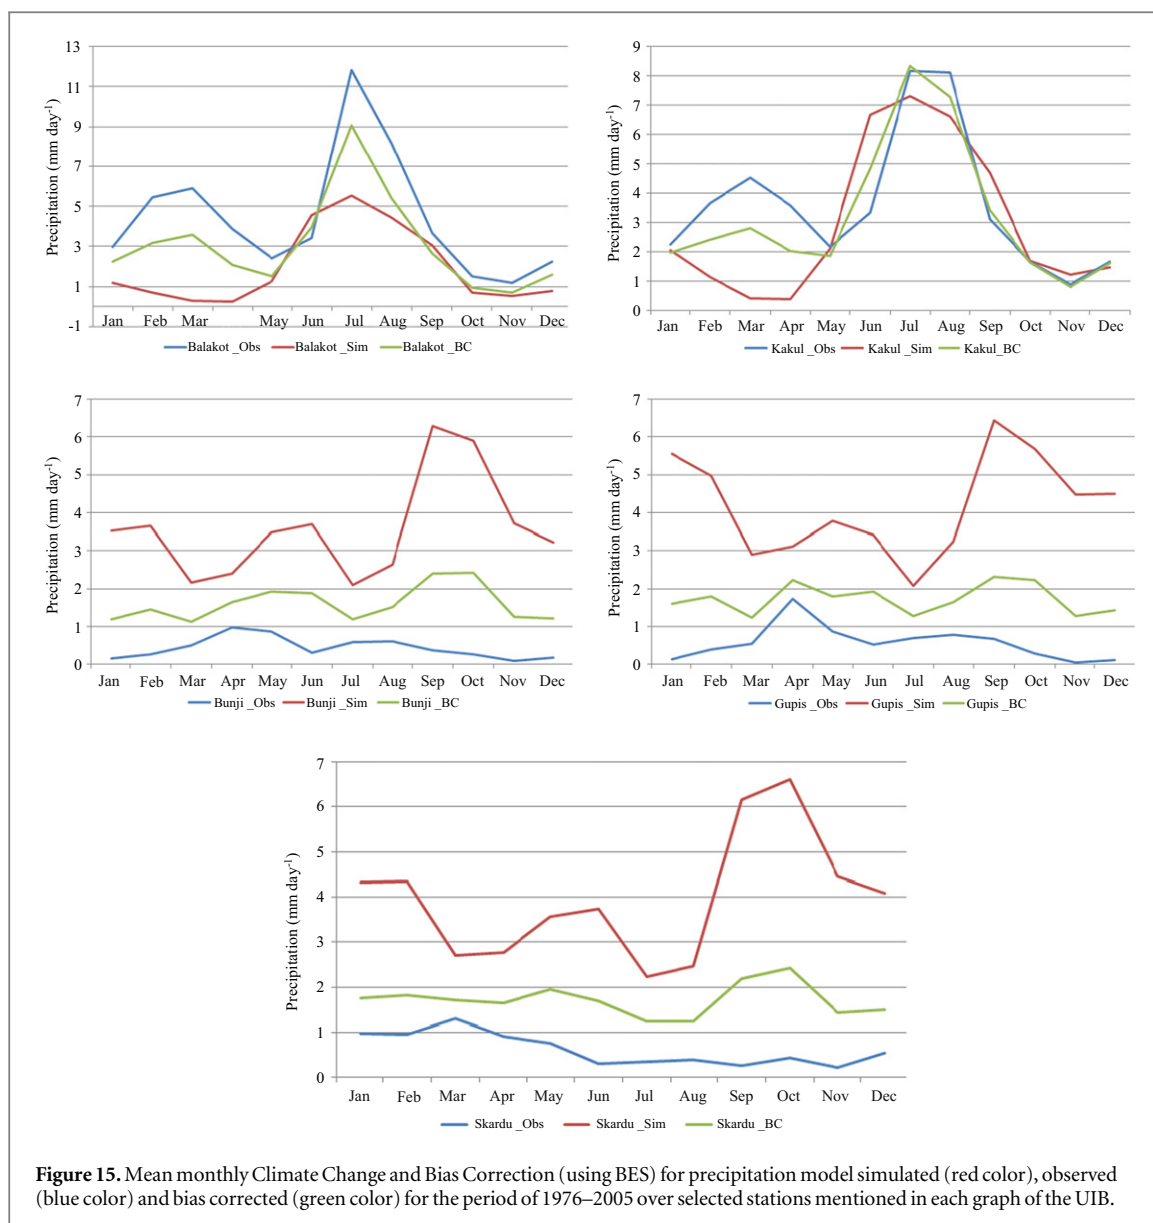 13
11
9
7
5
3
1
-1
Precipitation (mm day-1)
Jan Feb Mar May Jun Jul Aug Sep Oct Nov Dec
Balakot _Obs Balakot _Sim Balakot _BC
9
8
7
6
5
4
3
2
1
0
Precipitation (mm day-1)
Jan Feb Mar Apr May Jun Jul Aug Sep Oct Nov Dec
Kakul _Obs Kakul _Sim Kakul_BC
7
6
5
4
3
2
1
0
Precipitation (mm day-1)
Jan Feb Mar Apr May Jun Jul Aug Sep Oct Nov Dec
Bunji _Obs Bunji _Sim Bunji _BC
7
6
5
4
3
2
1
0
Precipitation (mm day-1)
Jan Feb Mar Apr May Jun Jul Aug Sep Oct Nov Dec
Gupis _Obs Gupis _Sim Gupis _BC
7
6
5
4
3
2
1
0
Precipitation (mm day-1)
Jan Feb Mar Apr May Jun Jul Aug Sep Oct Nov Dec
Skardu _Obs Skardu _Sim Skardu _BC
Figure 15. Mean monthly Climate Change and Bias Correction (using BES) for precipitation model simulated (red color), observed
(blue color) and bias corrected (green color) for the period of 1976–2005 over selected stations mentioned in each graph of the UIB.